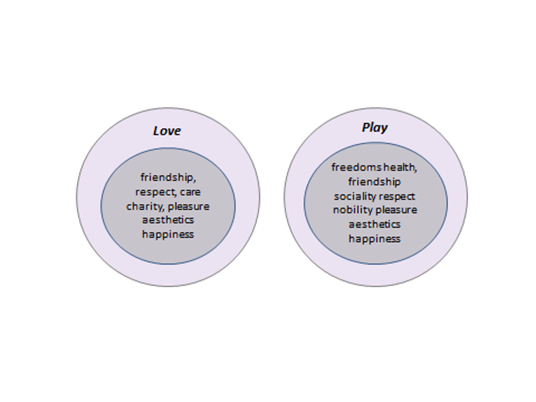 Love
friendship,
respect, care
charity, pleasure
aesthetics
happiness
Play
freedoms health,
friendship
sociality respect
nobility pleasure
aesthetics
happiness